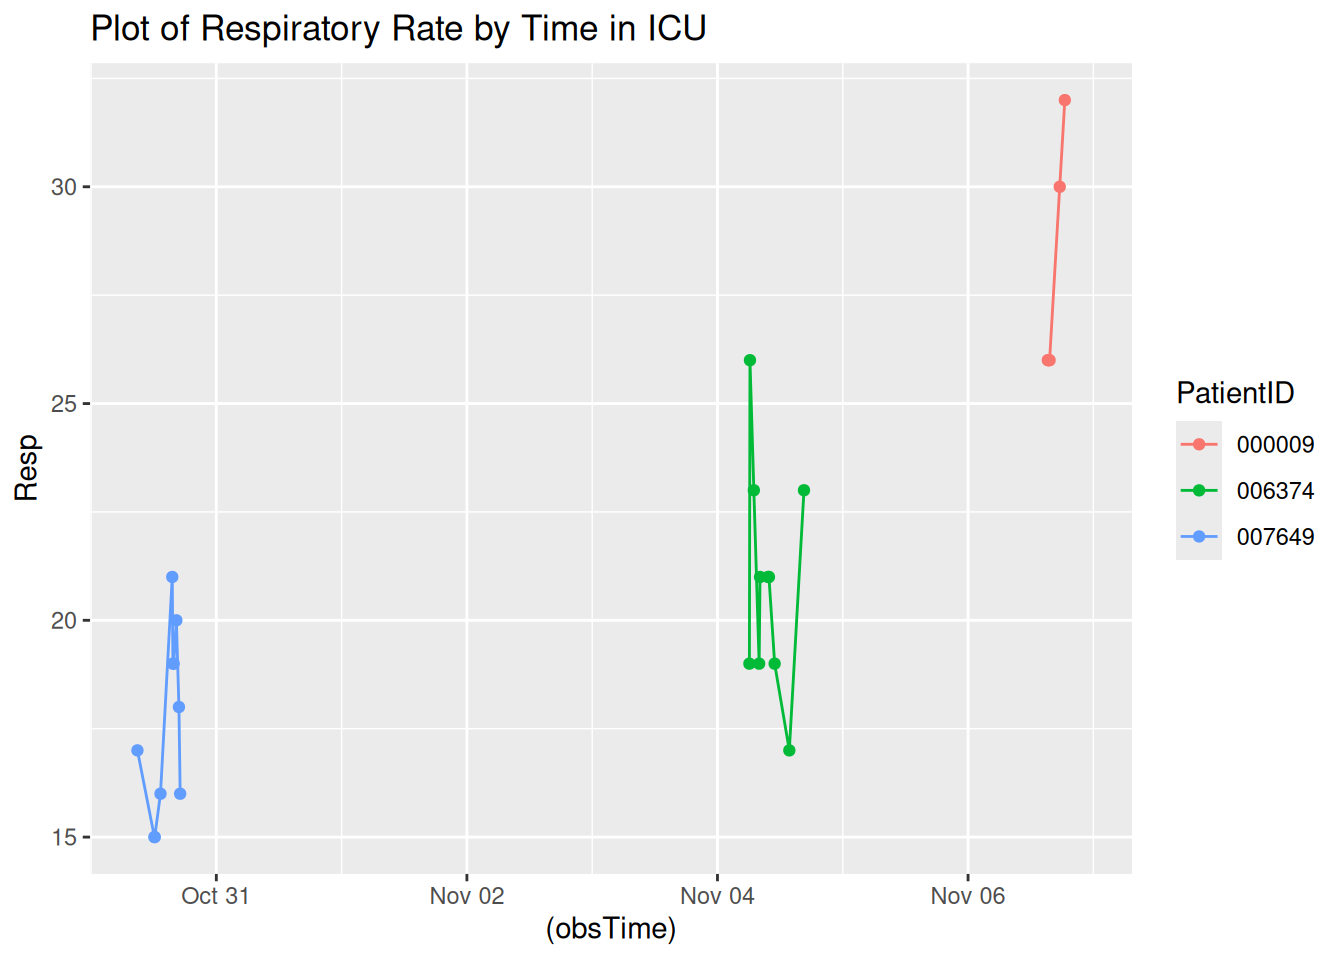 Plot of Respiratory Rate by Time in ICU
30
25
20
15
Resp
Oct 31
Nov 02
Nov 04
Nov 06
(obsTime)
PatientID
000009
006374
007649